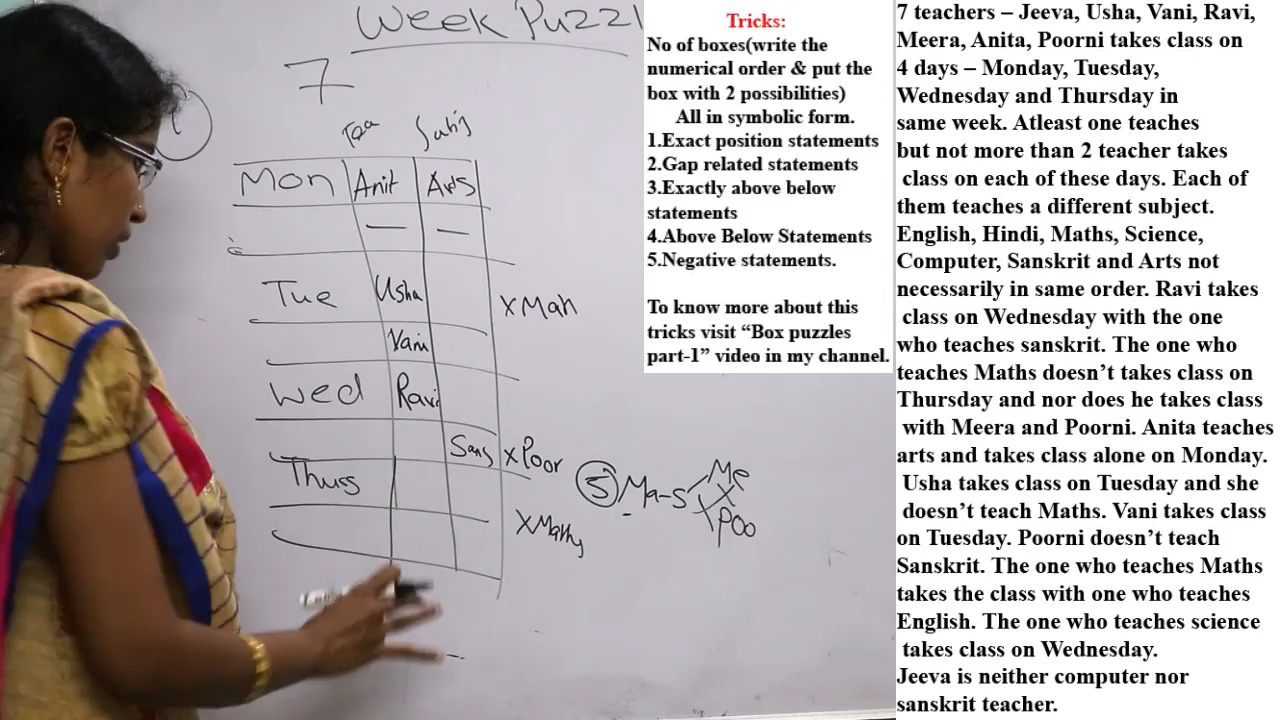 Week Puzzl
7
Tea Subj
Mon Anit Arts
— —
Tue Usha xMath
Vani
Wed Ravi
Sans xPoor
Thurs
xMaths
5 Ma-S Me
Poo
Tricks:
No of boxes(write the
numerical order & put the
box with 2 possibilities)
All in symbolic form.
1.Exact position statements
2.Gap related statements
3.Exactly above below
statements
4.Above Below Statements
5.Negative statements.
To know more about this
tricks visit “Box puzzles
part-1” video in my channel.
7 teachers – Jeeva, Usha, Vani, Ravi,
Meera, Anita, Poorni takes class on
4 days – Monday, Tuesday,
Wednesday and Thursday in
same week. Atleast one teaches
but not more than 2 teacher takes
class on each of these days. Each of
them teaches a different subject.
English, Hindi, Maths, Science,
Computer, Sanskrit and Arts not
necessarily in same order. Ravi takes
class on Wednesday with the one
who teaches sanskrit. The one who
teaches Maths doesn’t takes class on
Thursday and nor does he takes class
with Meera and Poorni. Anita teaches
arts and takes class alone on Monday.
Usha takes class on Tuesday and she
doesn’t teach Maths. Vani takes class
on Tuesday. Poorni doesn’t teach
Sanskrit. The one who teaches Maths
takes the class with one who teaches
English. The one who teaches science
takes class on Wednesday.
Jeeva is neither computer nor
sanskrit teacher.